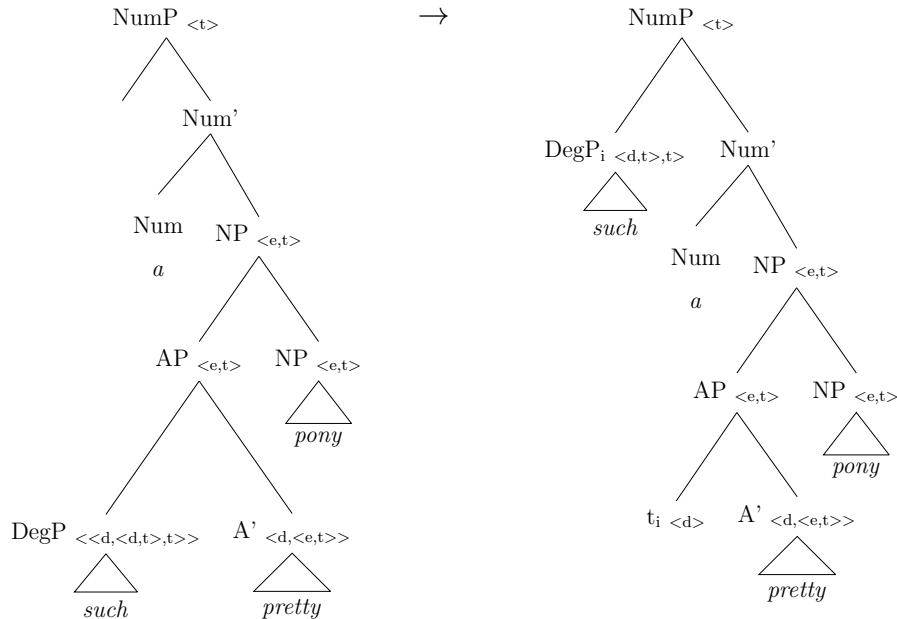 NumP <t> → NumP <t>
Num' DegPi <d,t>,t> Num'
Num NP <e,t> such
a Num NP <e,t>
a
AP <e,t> NP <e,t> AP <e,t> NP <e,t>
pony pony
DegP <<d,<d,t>,t>> A' <d,<e,t>> ti <d> A' <d,<e,t>>
such pretty pretty